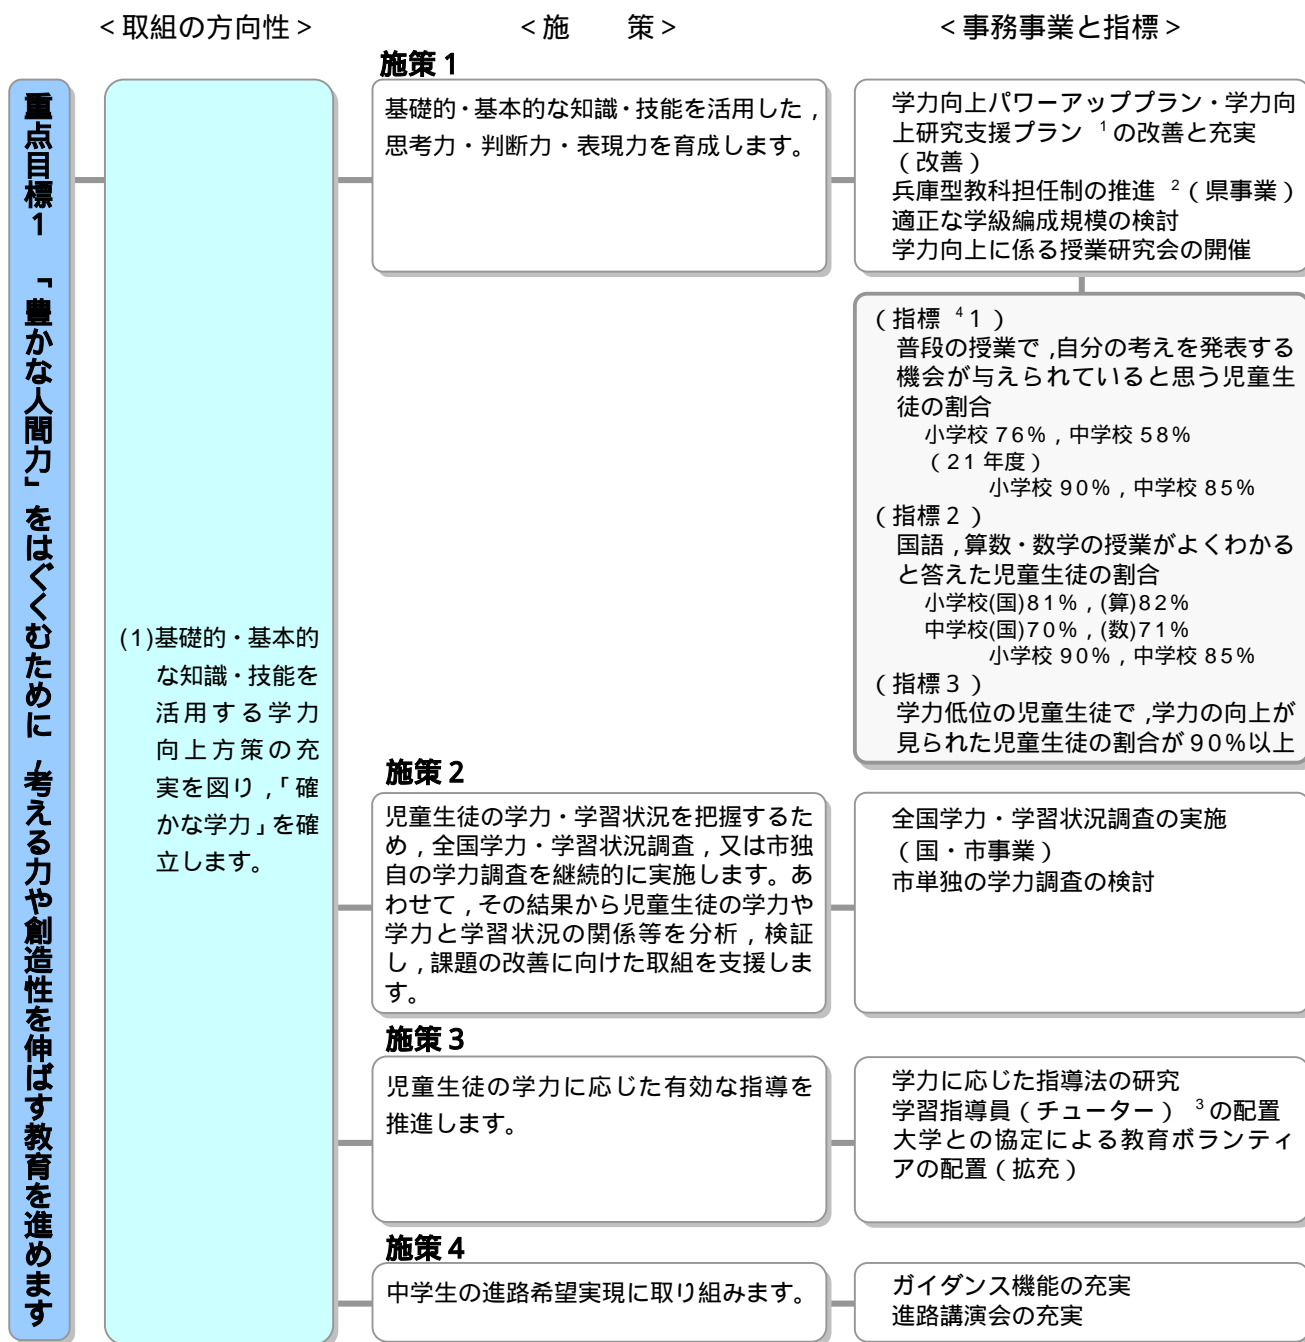 ＜取組の方向性＞
＜施　　策＞
＜事務事業と指標＞
重点目標1　「豊かな人間力」をはぐくむために，考える力や創造性を伸ばす教育を進めます
(1)基礎的・基本的
な知識・技能を
活用する学力
向上方策の充
実を図り，「確
かな学力」を確
立します。
施策1
基礎的・基本的な知識・技能を活用した，
思考力・判断力・表現力を育成します。
学力向上パワーアッププラン・学力向
上研究支援プラン 1の改善と充実
（改善）
兵庫型教科担任制の推進 2（県事業）
適正な学級編成規模の検討
学力向上に係る授業研究会の開催
（指標 41）
普段の授業で，自分の考えを発表する
機会が与えられていると思う児童生
徒の割合
小学校76%，中学校58%
（21年度）
小学校90%，中学校85%
（指標2）
国語，算数・数学の授業がよくわかる
と答えた児童生徒の割合
小学校(国)81%，(算)82%
中学校(国)70%，(数)71%
小学校90%，中学校85%
（指標3）
学力低位の児童生徒で，学力の向上が
見られた児童生徒の割合が90%以上
施策2
児童生徒の学力・学習状況を把握するた
め，全国学力・学習状況調査，又は市独
自の学力調査を継続的に実施します。あ
わせて，その結果から児童生徒の学力や
学力と学習状況の関係等を分析，検証
し，課題の改善に向けた取組を支援しま
す。
全国学力・学習状況調査の実施
（国・市事業）
市単独の学力調査の検討
施策3
児童生徒の学力に応じた有効な指導を
推進します。
学力に応じた指導法の研究
学習指導員（チューター） 3の配置
大学との協定による教育ボランティ
アの配置（拡充）
施策4
中学生の進路希望実現に取り組みます。
ガイダンス機能の充実
進路講演会の充実